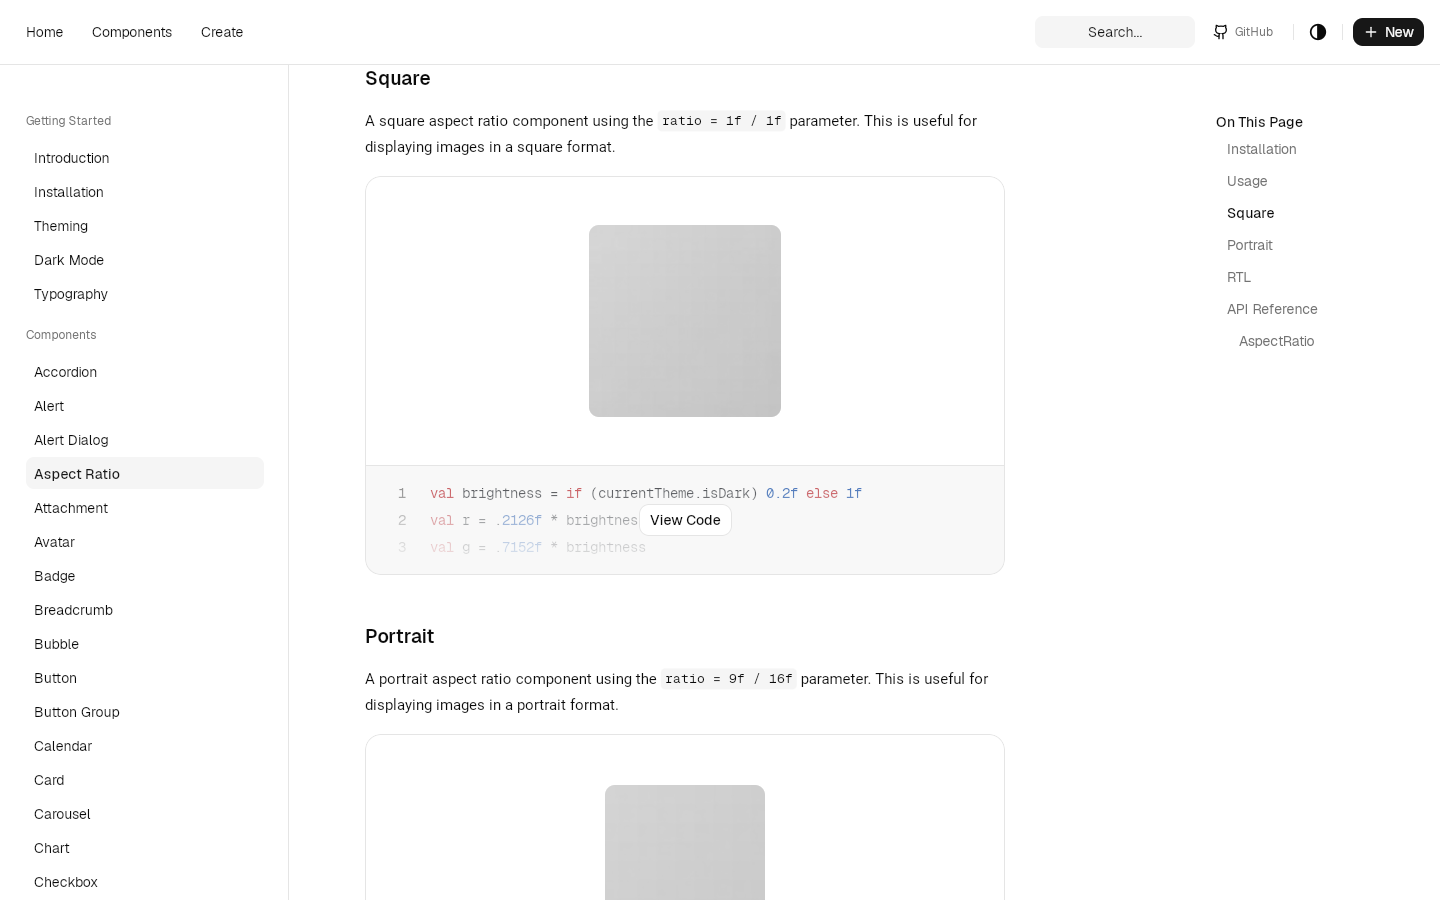 Home Components Create Search... GitHub New
Getting Started
Introduction
Installation
Theming
Dark Mode
Typography
Components
Accordion
Alert
Alert Dialog
Aspect Ratio
Attachment
Avatar
Badge
Breadcrumb
Bubble
Button
Button Group
Calendar
Card
Carousel
Chart
Checkbox
Square
A square aspect ratio component using the ratio = 1f / 1f parameter. This is useful for
displaying images in a square format.
1 val brightness = if (currentTheme.isDark) 0.2f else 1f
2 val r = .2126f * brightnes
View Code
3 val g = .7152f * brightness
Portrait
A portrait aspect ratio component using the ratio = 9f / 16f parameter. This is useful for
displaying images in a portrait format.
On This Page
Installation
Usage
Square
Portrait
RTL
API Reference
AspectRatio